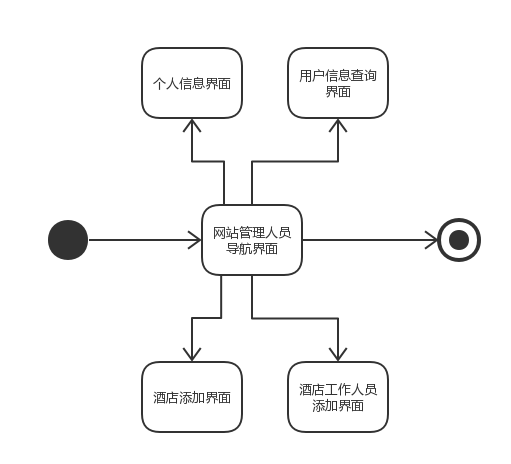 个人信息界面
用户信息查询
界面
网站管理人员
导航界面
酒店添加界面
酒店工作人员
添加界面